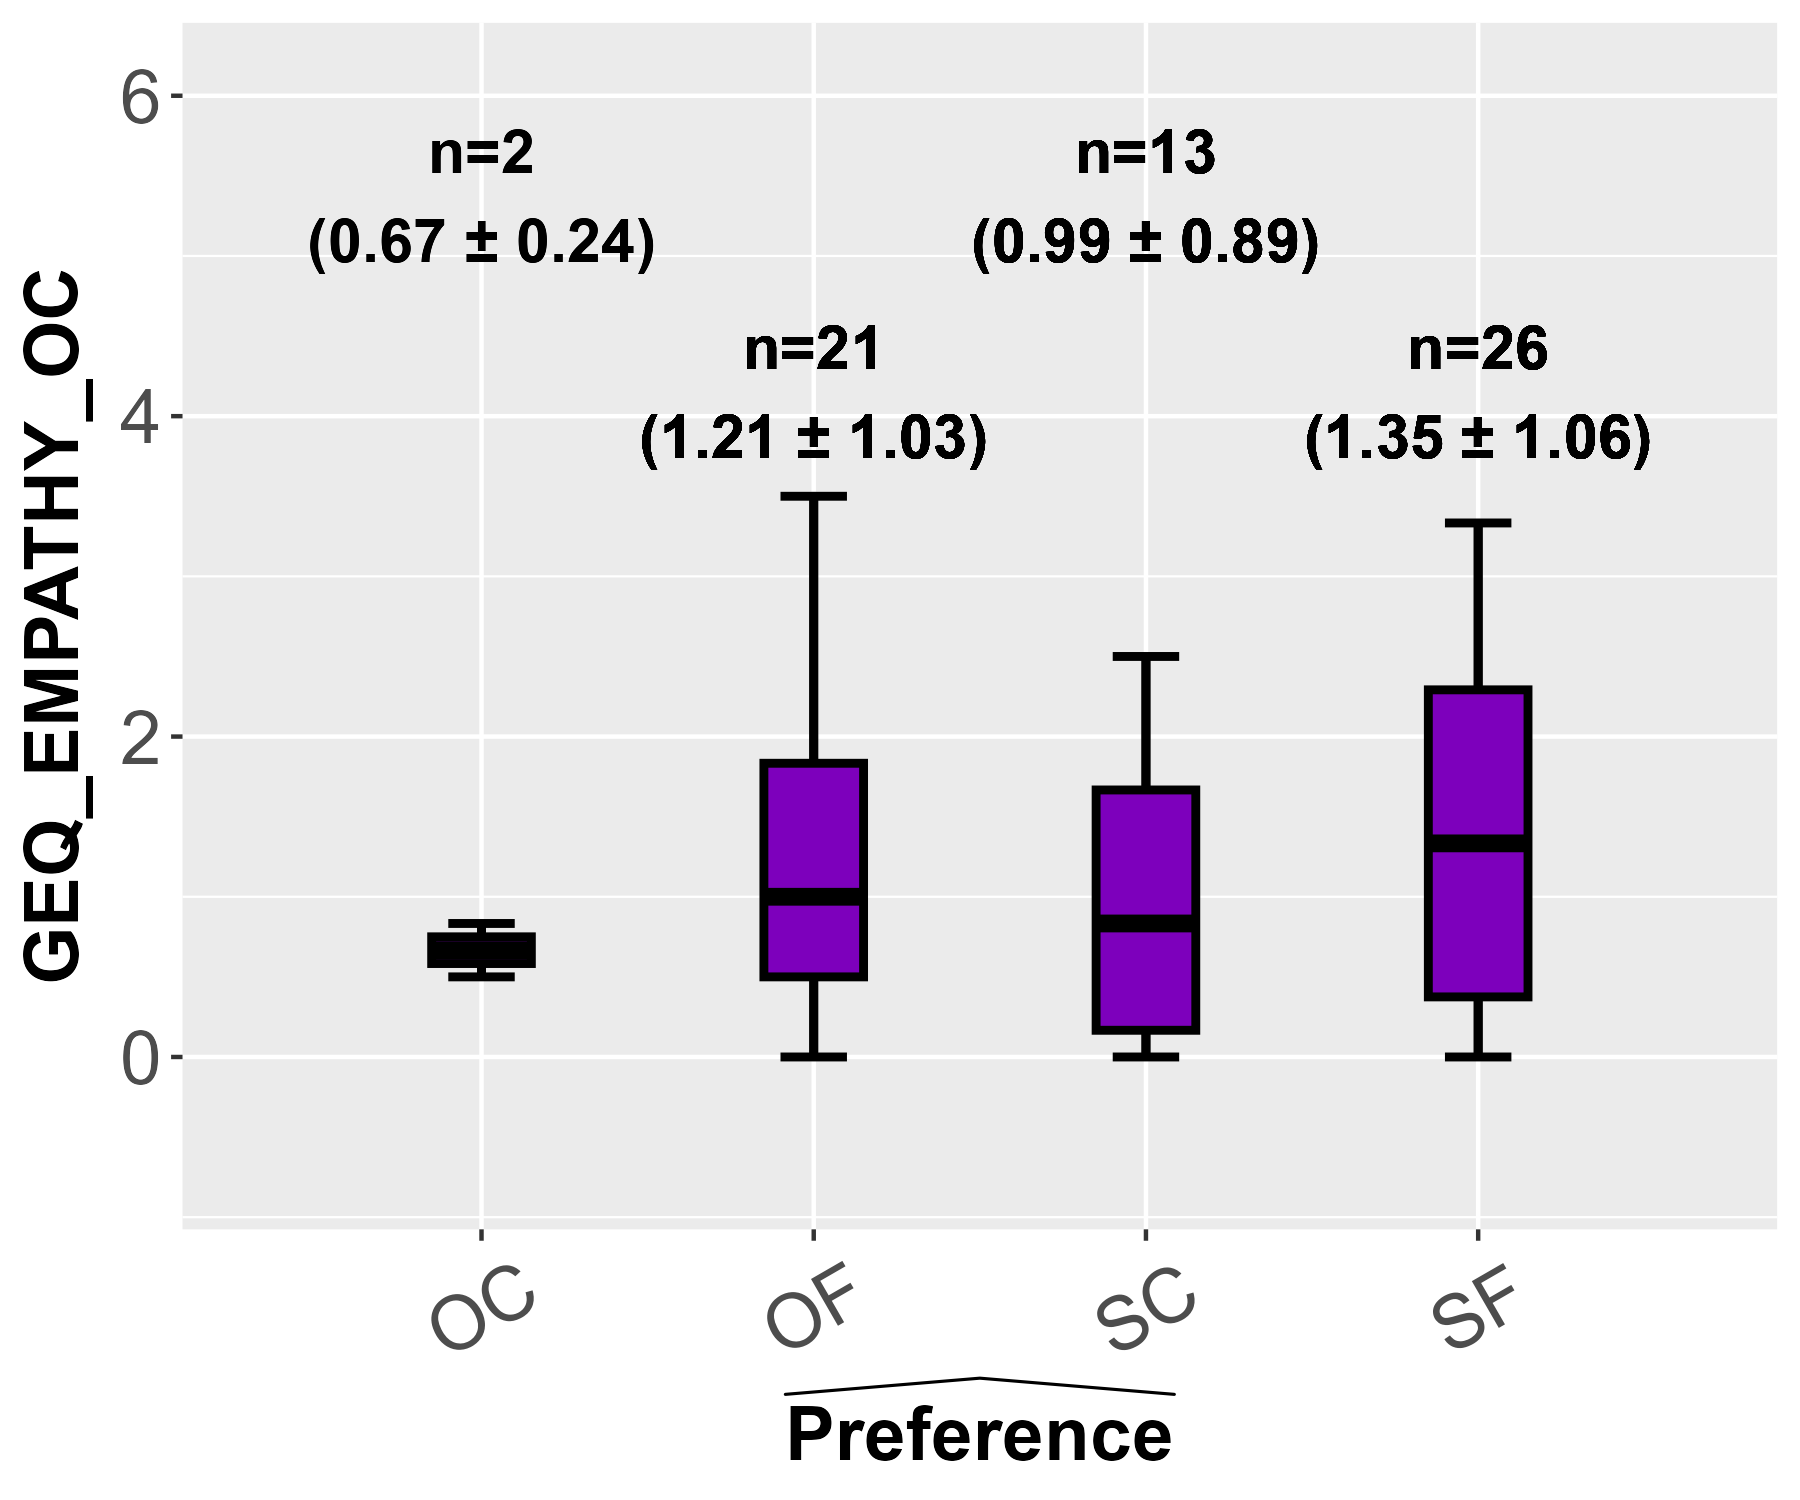 GEQ_EMPATHY_OC
6
4
2
0
n=2
(0.67 ± 0.24)
n=13
(0.99 ± 0.89)
n=21
(1.21 ± 1.03)
n=26
(1.35 ± 1.06)
OC
OF
SC
SF
Preference